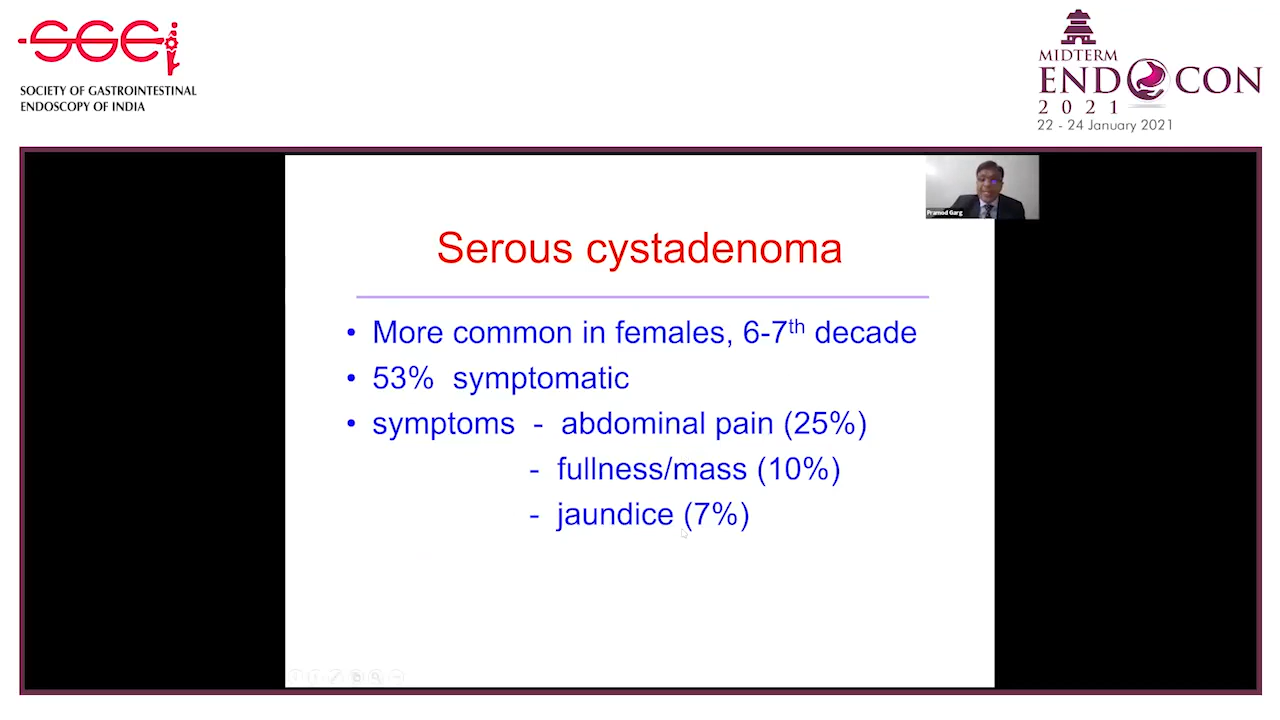 SGEi
SOCIETY OF GASTROINTESTINAL
ENDOSCOPY OF INDIA
MIDTERM
ENDOCON
2021
22 - 24 January 2021
Pramod Garg
Serous cystadenoma
• More common in females, 6-7th decade
• 53% symptomatic
• symptoms - abdominal pain (25%)
- fullness/mass (10%)
- jaundice (7%)